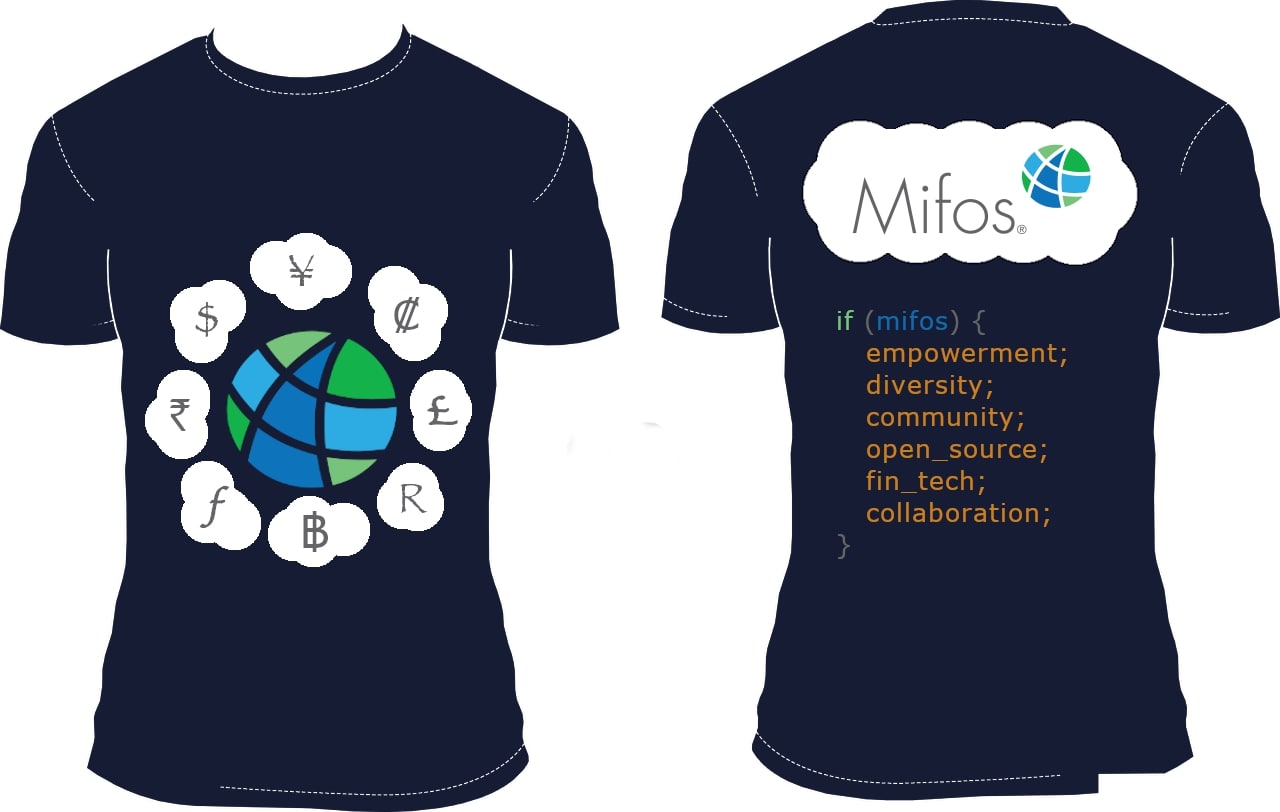 ¥
$
₡
₹
£
ƒ
฿
R
Mifos®
if (mifos) {
empowerment;
diversity;
community;
open_source;
fin_tech;
collaboration;
}